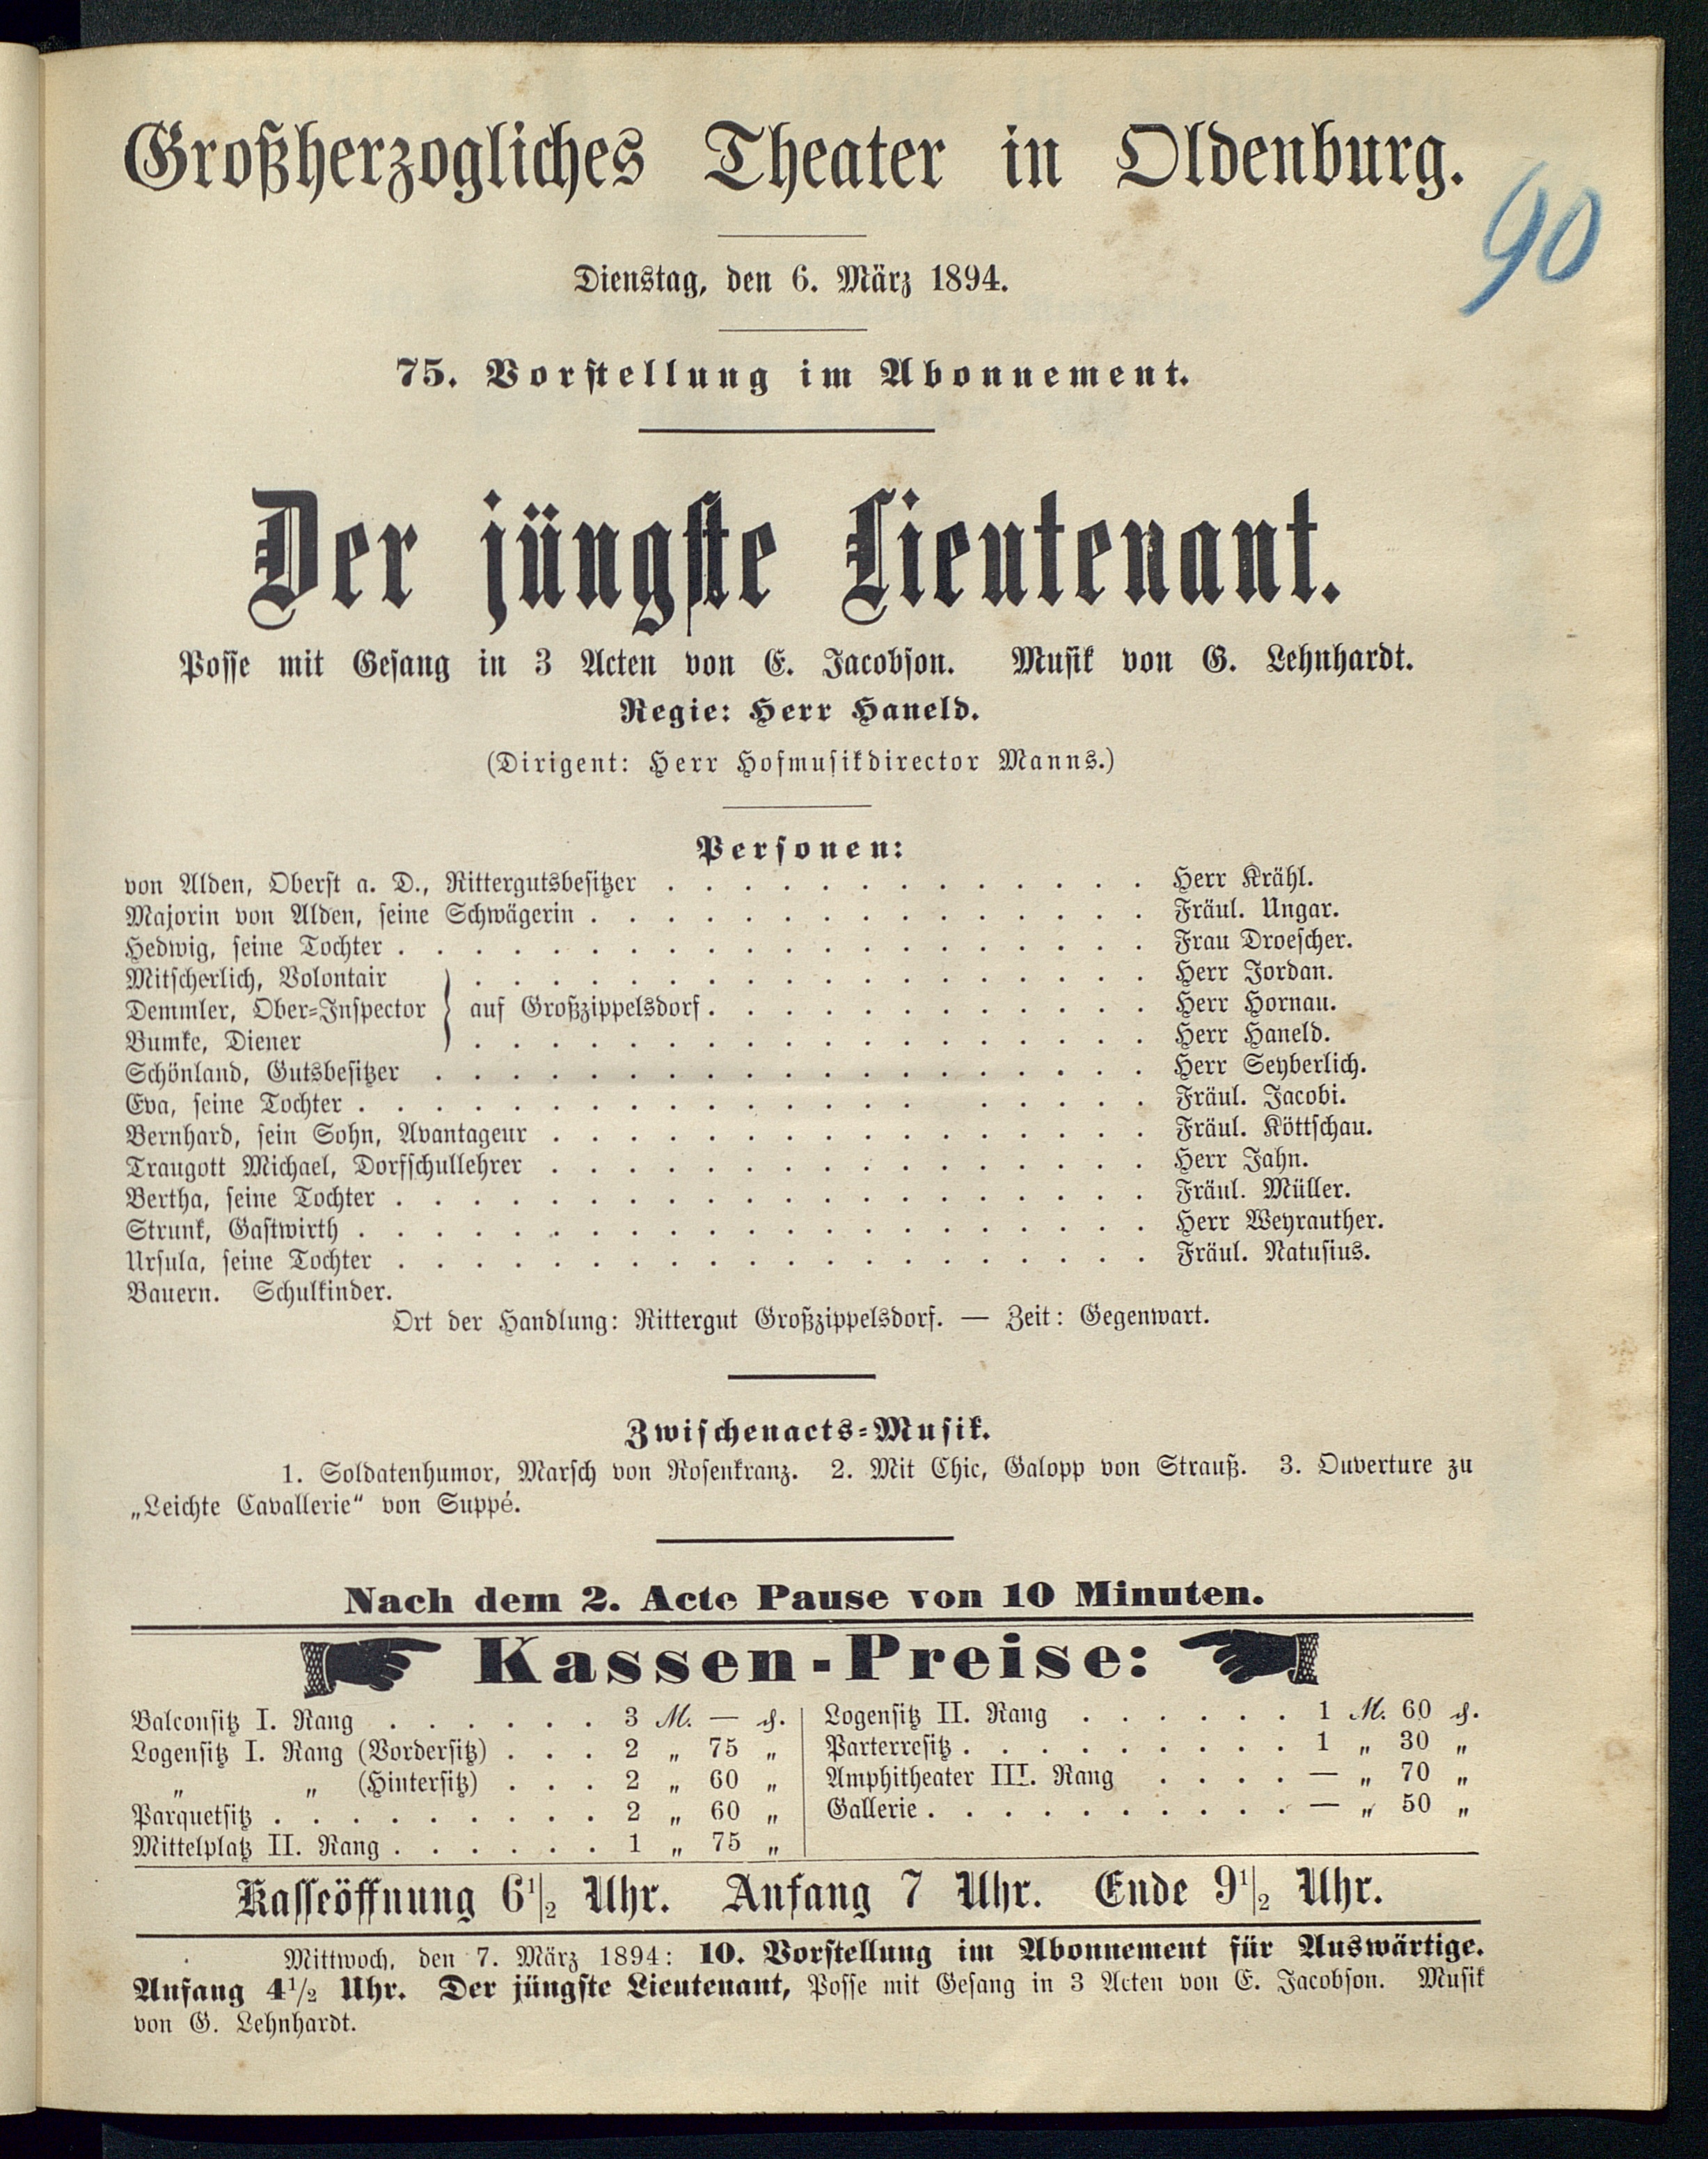 Großherzogliches Theater in Oldenburg.
90
Dienstag, den 6. März 1894.
75. Vorstellung im Abonnement.
Der jüngste Lieutenant.
Posse mit Gesang in 3 Acten von E. Jacobson. Musik von G. Lehnhardt.
Regie: Herr Haneld.
(Dirigent: Herr Hofmusikdirector Manns.)
Personen:
von Alden, Oberst a. D., Rittergutsbesitzer . . . . . . . . . . . . . Herr Krähl.
Majorin von Alden, seine Schwägerin . . . . . . . . . . . . . . . Fräul. Ungar.
Hedwig, seine Tochter . . . . . . . . . . . . . . . . . . . . Frau Droescher.
Mitscherlich, Volontair . . . . . . . . . . . . . . . . . . Herr Jordan.
Demmler, Ober-Inspector } auf Großzippelsdorf . . . . . . . . . . . . Herr Hornau.
Bumke, Diener . . . . . . . . . . . . . . . . . . Herr Haneld.
Schönland, Gutsbesitzer . . . . . . . . . . . . . . . . . . . Herr Seyberlich.
Eva, seine Tochter . . . . . . . . . . . . . . . . . . . . . Fräul. Jacobi.
Bernhard, sein Sohn, Avantageur . . . . . . . . . . . . . . . . Fräul. Köttschau.
Traugott Michael, Dorfschullehrer . . . . . . . . . . . . . . . . Herr Jahn.
Bertha, seine Tochter . . . . . . . . . . . . . . . . . . . . Fräul. Müller.
Strunk, Gastwirth . . . . . . . . . . . . . . . . . . . . . Herr Weyrauther.
Ursula, seine Tochter . . . . . . . . . . . . . . . . . . . . Fräul. Natusius.
Bauern. Schulkinder.
Ort der Handlung: Rittergut Großzippelsdorf. — Zeit: Gegenwart.
Zwischenacts-Musik.
1. Soldatenhumor, Marsch von Rosenkranz. 2. Mit Chic, Galopp von Strauß. 3. Ouverture zu
„Leichte Cavallerie“ von Suppé.
Nach dem 2. Acte Pause von 10 Minuten.
Kassen-Preise:
Balconsitz I. Rang . . . . . . 3 M. — ₰.
Logensitz I. Rang (Vordersitz) . . . 2 „ 75 „
„ „ (Hintersitz) . . . 2 „ 60 „
Parquetsitz . . . . . . . . . 2 „ 60 „
Mittelplatz II. Rang . . . . . . 1 „ 75 „
Logensitz II. Rang . . . . . . 1 M. 60 ₰.
Parterresitz . . . . . . . . . 1 „ 30 „
Amphitheater III. Rang . . . . — „ 70 „
Gallerie . . . . . . . . . . — „ 50 „
Kasseöffnung 6½ Uhr. Anfang 7 Uhr. Ende 9½ Uhr.
Mittwoch, den 7. März 1894: 10. Vorstellung im Abonnement für Auswärtige.
Anfang 4½ Uhr. Der jüngste Lieutenant, Posse mit Gesang in 3 Acten von E. Jacobson. Musik
von G. Lehnhardt.